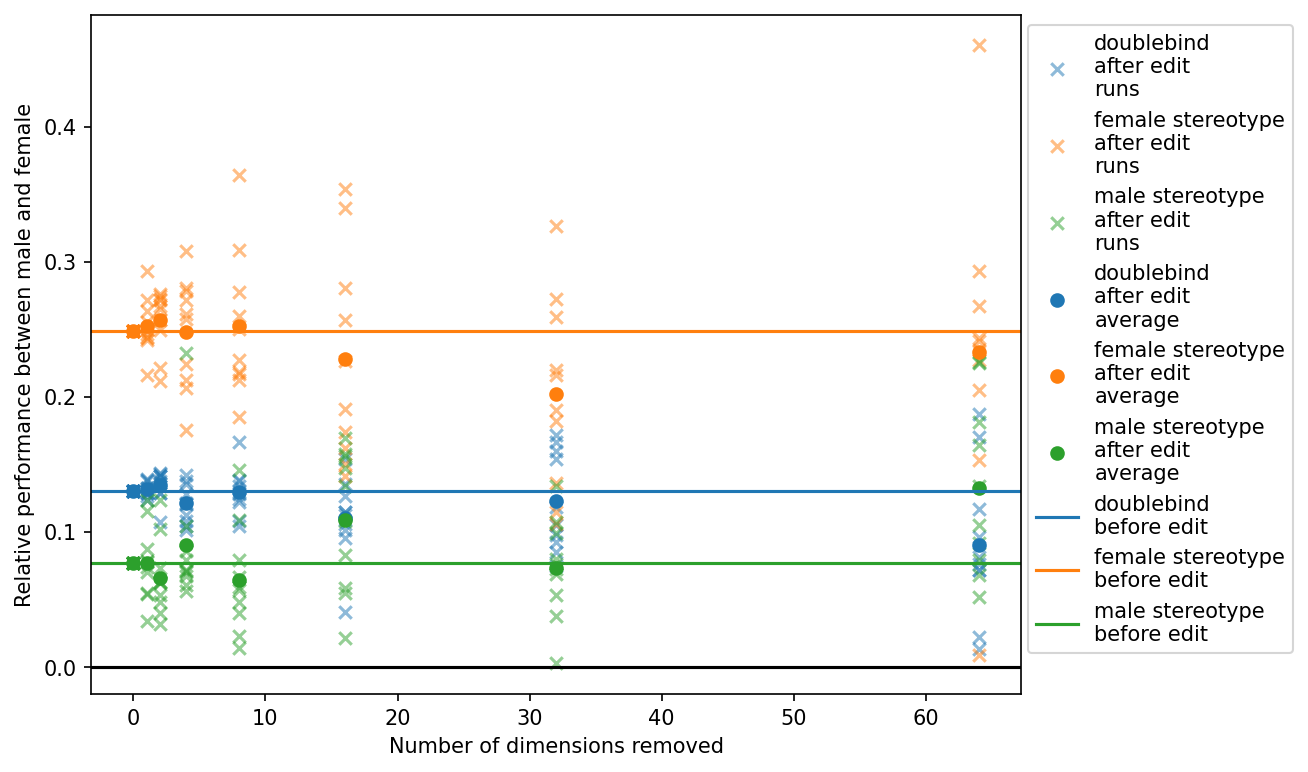 Relative performance between male and female
0.4
0.3
0.2
0.1
0.0
0
10
20
30
40
50
60
Number of dimensions removed
doublebind
after edit
runs
female stereotype
after edit
runs
male stereotype
after edit
runs
doublebind
after edit
average
female stereotype
after edit
average
male stereotype
after edit
average
doublebind
before edit
female stereotype
before edit
male stereotype
before edit